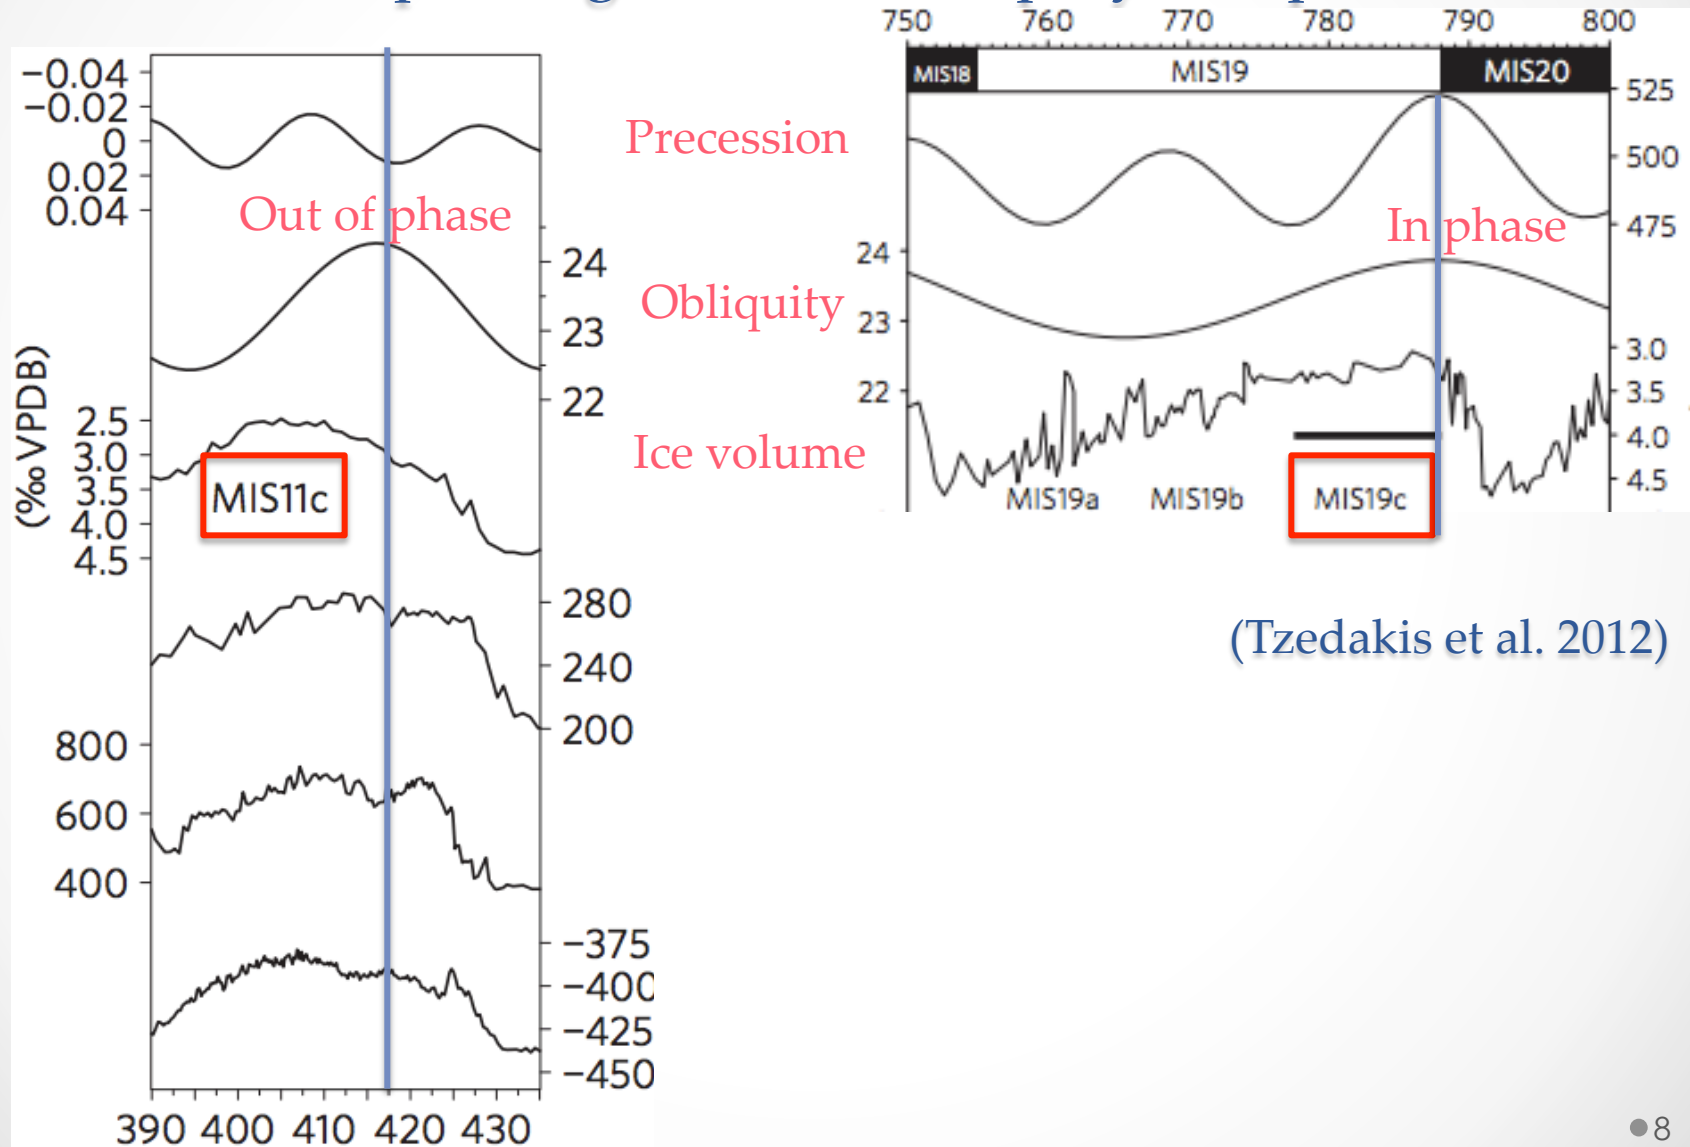 −0.04
−0.02
0
0.02
0.04
Out of phase
24
23
22
(‰ VPDB)
2.5
3.0
3.5
4.0
4.5
MIS11c
280
240
200
800
600
400
−375
−400
−425
−450
390 400 410 420 430
Precession
Obliquity
Ice volume
750 760 770 780 790 800
MIS18 MIS19 MIS20
525
500
475
In phase
24
23
22
3.0
3.5
4.0
4.5
MIS19a MIS19b MIS19c
(Tzedakis et al. 2012)
8